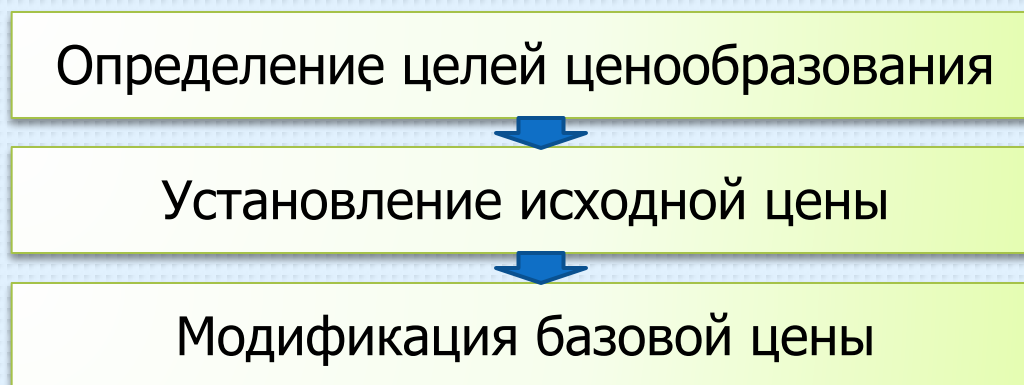 Определение целей ценообразования
Установление исходной цены
Модификация базовой цены